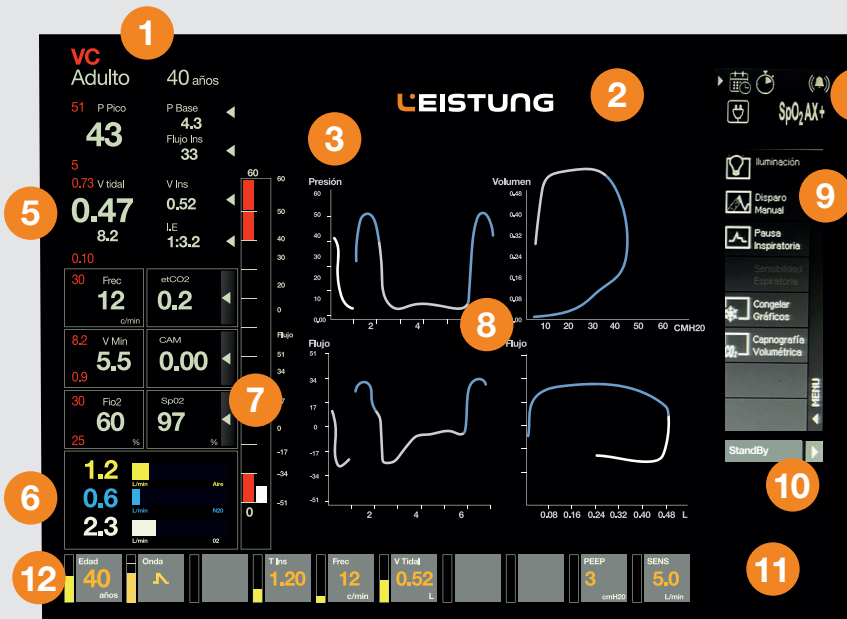 1
VC
Adulto 40 años
LEISTUNG
2
51 P Pico P Base
43 4.3
Flujo Ins
33
5
3
5
0.73 V tidal V Ins
0.47 0.52
8.2 I.E
1:3.2
0.10
30 Frec etCO2
12 0.2
c/min
8.2 V Min CAM
5.5 0.00
0.9
30 Fio2 SpO2
60 97
25 % %
7
60
60
50
40
30
20
0
Flujo
51
34
17
0
-17
-34
-51
0
Presión
60
50
40
30
20
10
0,00
2 4
Volumen
0.48
0.40
0.32
0.24
0.16
0.08
0,00
10 20 30 40 50 60 CMH20
8
Flujo
51
34
17
0
-17
-34
-51
2 4 6
Flujo
0.08 0.16 0.24 0.32 0.40 0.48 L
SpO2AX+
Iluminación
9
Disparo
Manual
Pausa
Inspiratoria
Sensibilidad
Espiratoria
Congelar
Gráficos
CO2
Capnografía
Volumétrica
MENU
StandBy
10
6
1.2
L/min Aire
0.6
L/min N20
2.3
L/min 02
11
12
Edad
40
años
Onda
T Ins
1.20
Frec
12
c/min
V Tidal
0.52
L
PEEP
3
cmH20
SENS
5.0
L/min